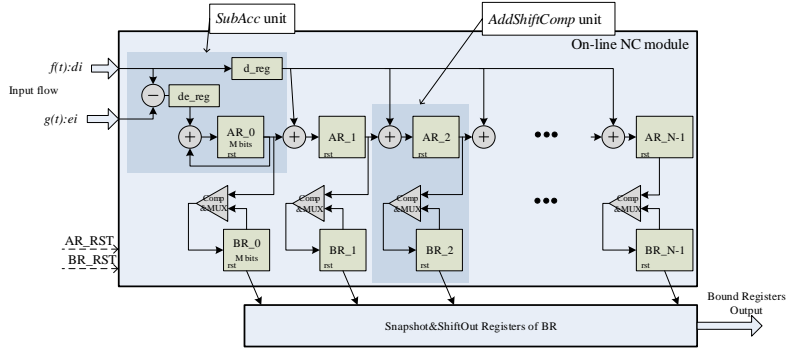 SubAcc unit
AddShiftComp unit
On-line NC module
f(t):di
d_reg
Input flow
de_reg
g(t):ei
AR_0
M bits
rst
AR_1
rst
AR_2
rst
AR_N-1
rst
Comp
&MUX
Comp
&MUX
Comp
&MUX
Comp
&MUX
AR_RST
BR_RST
BR_0
M bits
rst
BR_1
rst
BR_2
rst
BR_N-1
rst
Bound Registers
Output
Snapshot&ShiftOut Registers of BR